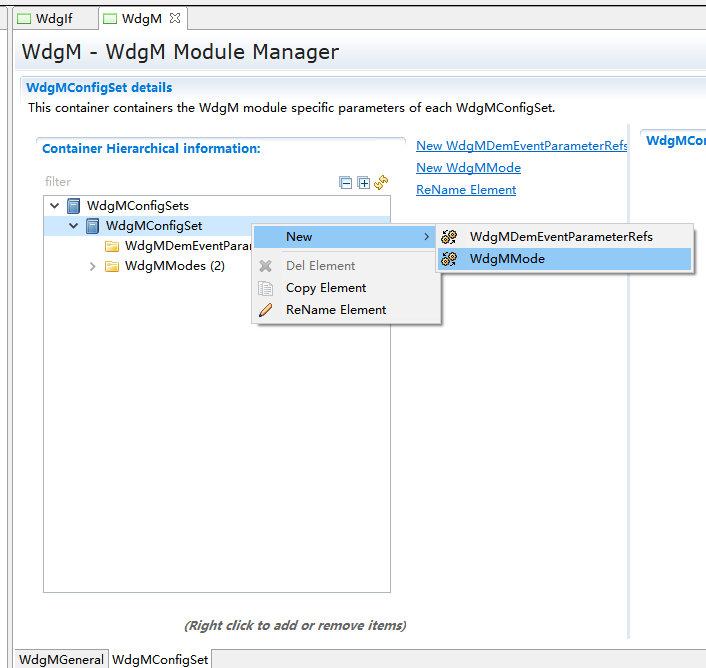 WdgIf
WdgM
WdgM - WdgM Module Manager
WdgMConfigSet details
This container containers the WdgM module specific parameters of each WdgMConfigSet.
Container Hierarchical information:
filter
WdgMConfigSets
WdgMConfigSet
WdgMDemEventParar
WdgMModes (2)
New
Del Element
Copy Element
ReName Element
WdgMDemEventParameterRefs
WdgMMode
New WdgMDemEventParameterRefs
New WdgMMode
ReName Element
WdgMCor
(Right click to add or remove items)
WdgMGeneral
WdgMConfigSet